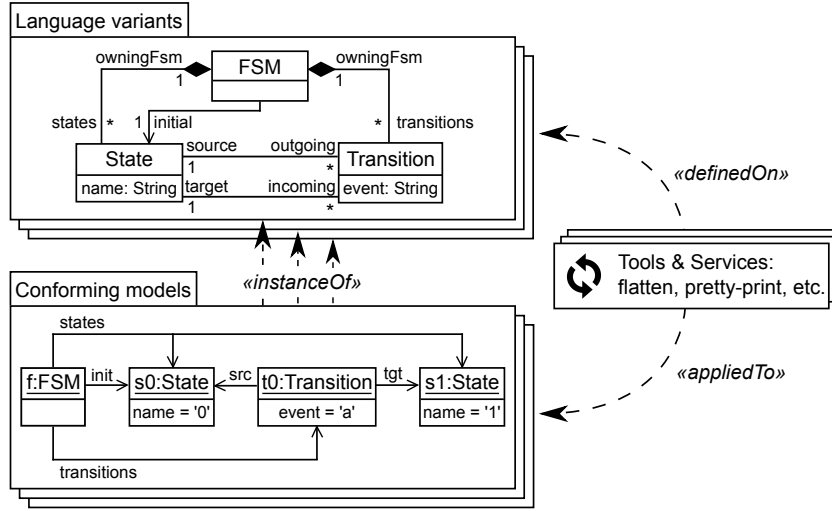 Language variants
owningFsm
FSM
owningFsm
1
1
states
*
1
initial
*
transitions
State
source
outgoing
Transition
1
*
name: String
target
incoming
event: String
1
*
«definedOn»
«instanceOf»
Tools & Services:
flatten, pretty-print, etc.
Conforming models
states
f:FSM
init
s0:State
src
t0:Transition
tgt
s1:State
name = '0'
event = 'a'
name = '1'
«appliedTo»
transitions